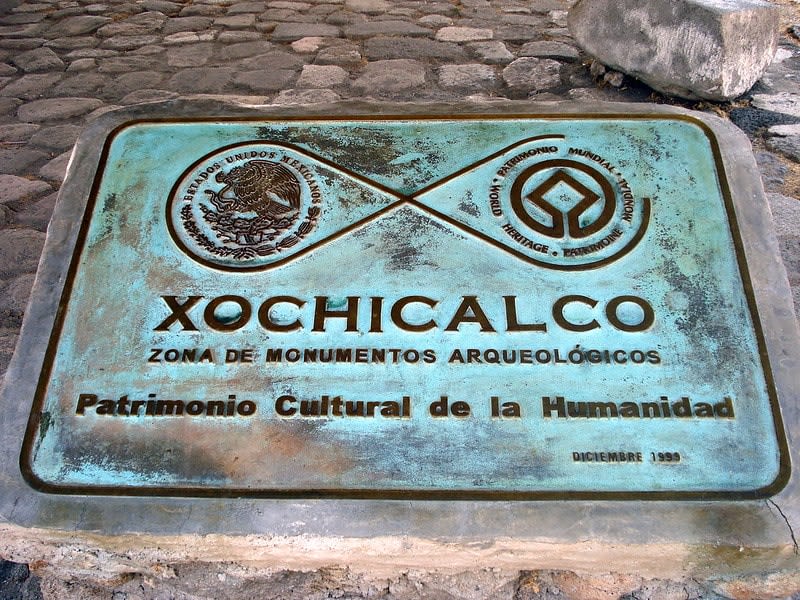 ESTADOS UNIDOS MEXICANOS
PATRIMONIO MUNDIAL • WORLD HERITAGE • PATRIMOINE MONDIAL •
XOCHICALCO
ZONA DE MONUMENTOS ARQUEOLÓGICOS
Patrimonio Cultural de la Humanidad
DICIEMBRE 1999